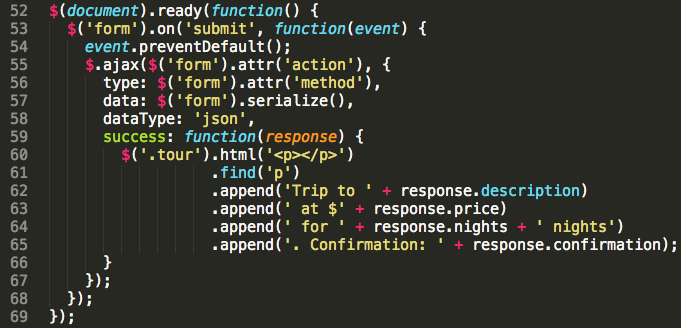 52 $(document).ready(function() {
53   $('form').on('submit', function(event) {
54     event.preventDefault();
55     $.ajax($('form').attr('action'), {
56       type: $('form').attr('method'),
57       data: $('form').serialize(),
58       dataType: 'json',
59       success: function(response) {
60         $('.tour').html('<p></p>')
61                   .find('p')
62                   .append('Trip to ' + response.description)
63                   .append(' at $' + response.price)
64                   .append(' for ' + response.nights + ' nights')
65                   .append('. Confirmation: ' + response.confirmation);
66       }
67     });
68   });
69 });